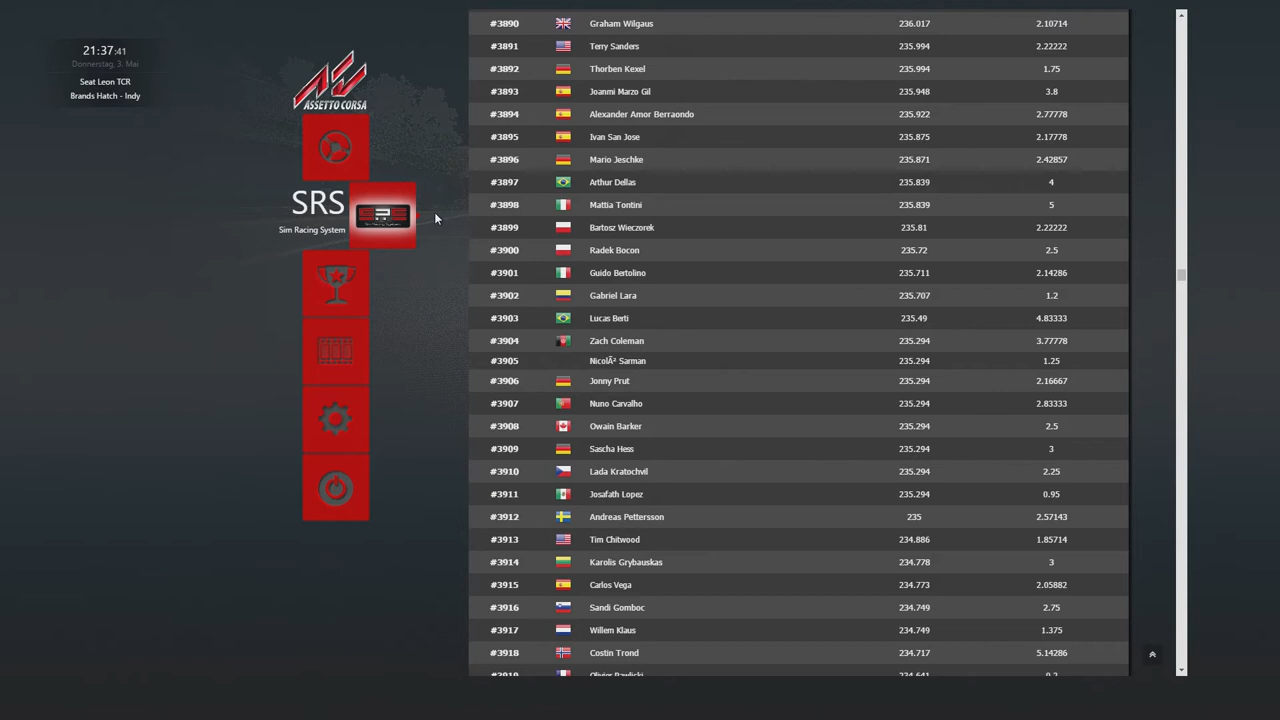 21:37:41
Donnerstag, 3. Mai
Seat Leon TCR
Brands Hatch - Indy
ASSETTO CORSA
SRS
Sim Racing System
#3890 Graham Wilgaus 236.017 2.10714
#3891 Terry Sanders 235.994 2.22222
#3892 Thorben Kexel 235.994 1.75
#3893 Joanmi Marzo Gil 235.948 3.8
#3894 Alexander Amor Berraondo 235.922 2.77778
#3895 Ivan San Jose 235.875 2.17778
#3896 Mario Jeschke 235.871 2.42857
#3897 Arthur Dellas 235.839 4
#3898 Mattia Tontini 235.839 5
#3899 Bartosz Wieczorek 235.81 2.22222
#3900 Radek Bocon 235.72 2.5
#3901 Guido Bertolino 235.711 2.14286
#3902 Gabriel Lara 235.707 1.2
#3903 Lucas Berti 235.49 4.83333
#3904 Zach Coleman 235.294 3.77778
#3905 NicolÃ² Sarman 235.294 1.25
#3906 Jonny Prut 235.294 2.16667
#3907 Nuno Carvalho 235.294 2.83333
#3908 Owain Barker 235.294 2.5
#3909 Sascha Hess 235.294 3
#3910 Lada Kratochvil 235.294 2.25
#3911 Josafath Lopez 235.294 0.95
#3912 Andreas Pettersson 235 2.57143
#3913 Tim Chitwood 234.886 1.85714
#3914 Karolis Grybauskas 234.778 3
#3915 Carlos Vega 234.773 2.05882
#3916 Sandi Gomboc 234.749 2.75
#3917 Willem Klaus 234.749 1.375
#3918 Costin Trond 234.717 5.14286